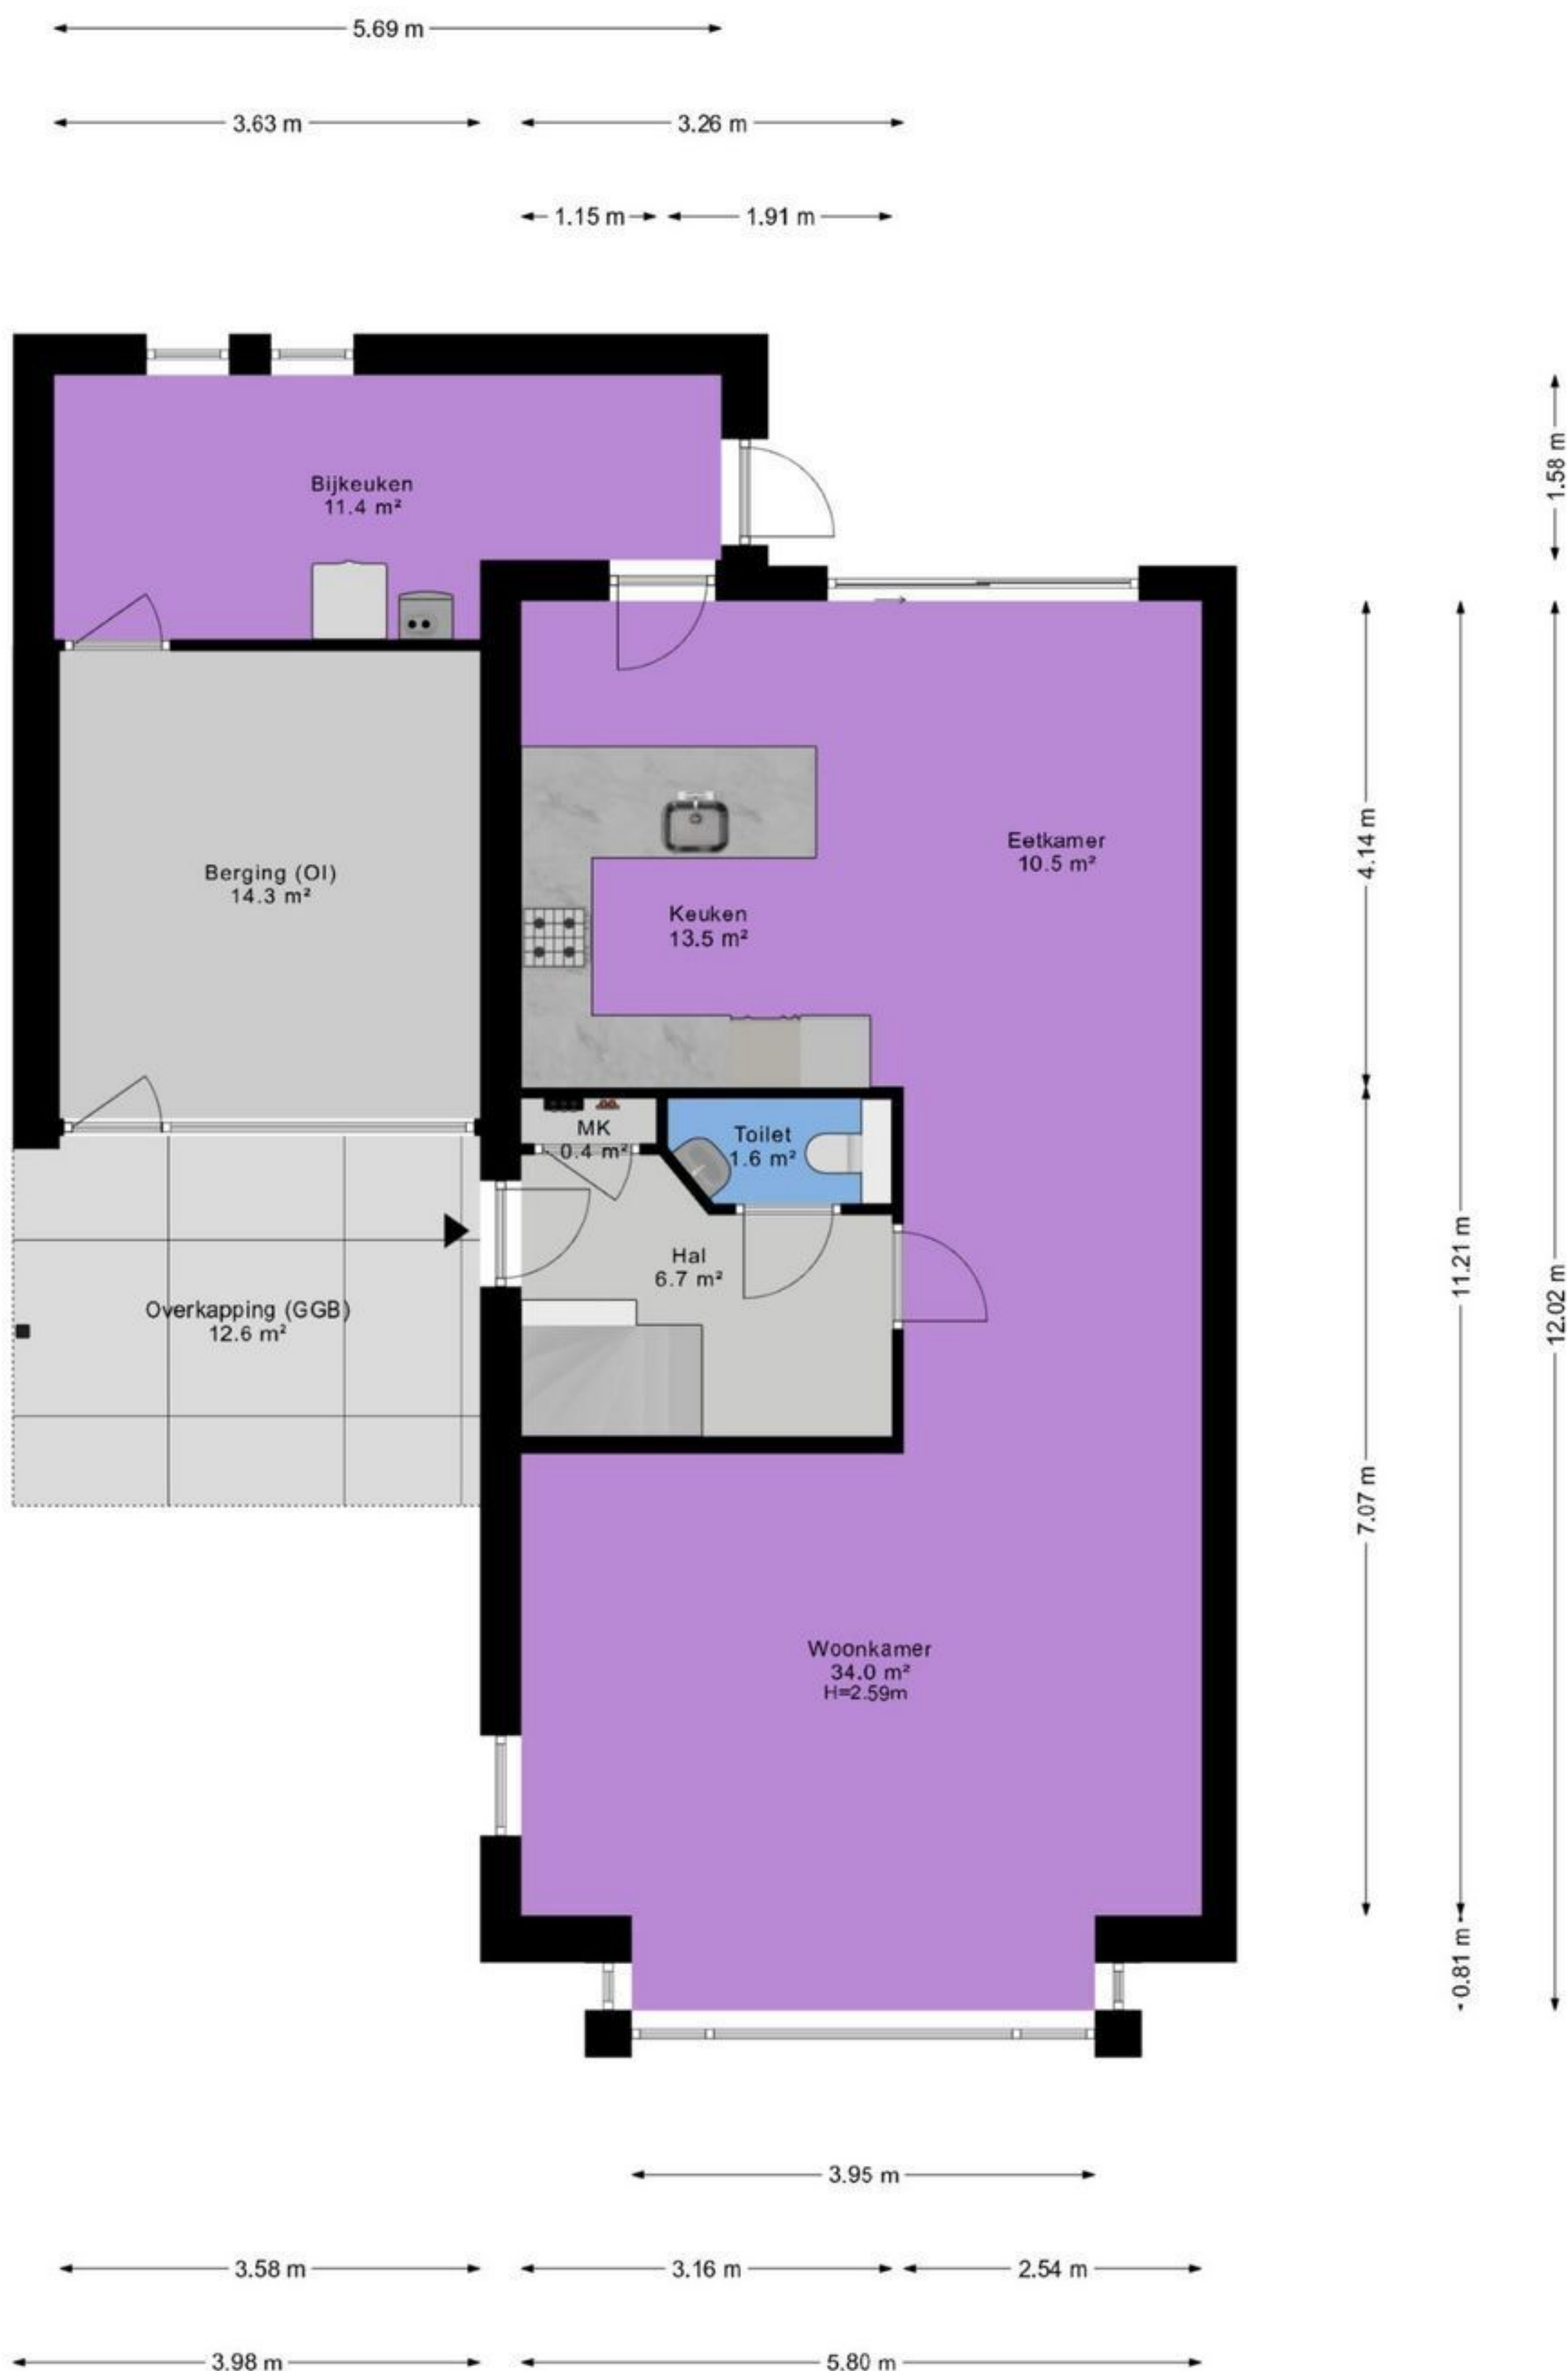 5.69 m
3.63 m
3.26 m
1.15 m
1.91 m
1.58 m
Bijkeuken
11.4 m²
Eetkamer
10.5 m²
4.14 m
Berging (OI)
14.3 m²
Keuken
13.5 m²
MK
0.4 m²
Toilet
1.6 m²
Hal
6.7 m²
11.21 m
12.02 m
Overkapping (GGB)
12.6 m²
7.07 m
Woonkamer
34.0 m²
H=2.59m
0.81 m
3.95 m
3.58 m
3.16 m
2.54 m
3.98 m
5.80 m